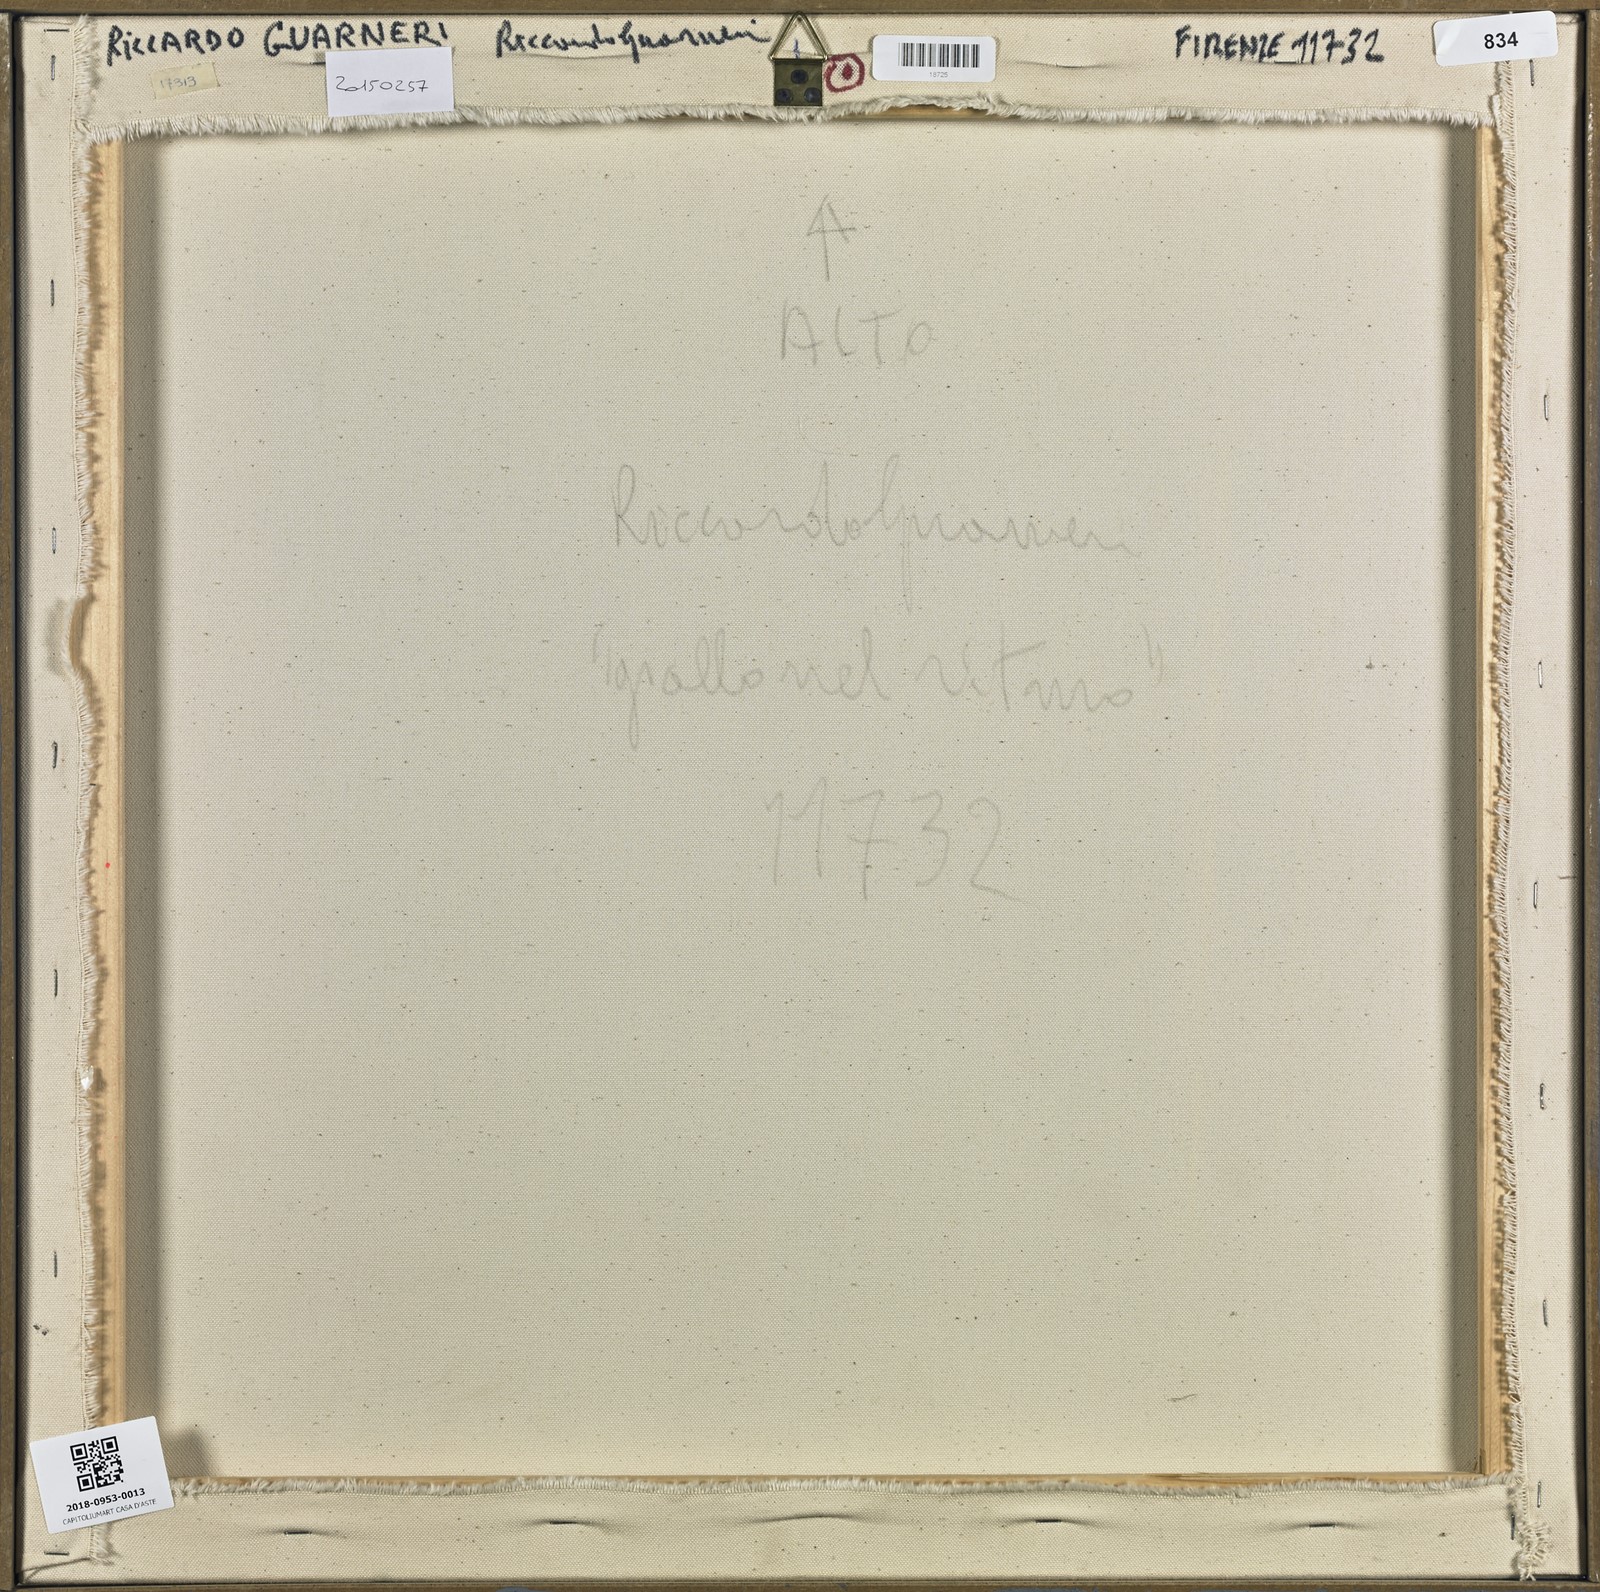 RiCCARDO GUARNERI Riccardo Guarneri FIRENZE 11732 834
17313
20150257
18725
ALTO
Riccardo Guarneri
"giallo nel ritmo"
11732
2018-0953-0013
CAPITOLIUMART CASA D'ASTE